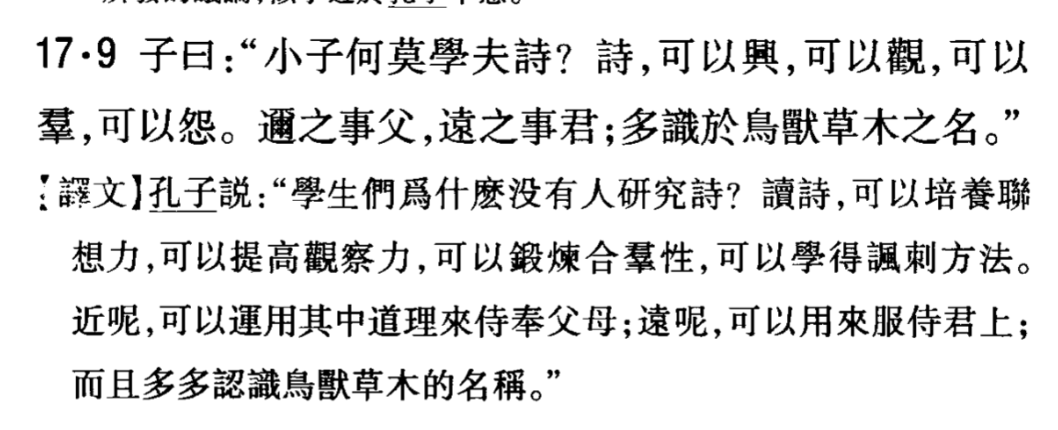 17·9 子曰：“小子何莫學夫詩？詩，可以興，可以觀，可以
羣，可以怨。邇之事父，遠之事君；多識於鳥獸草木之名。”
【譯文】孔子説：“學生們爲什麽没有人研究詩？讀詩，可以培養聯
想力，可以提高觀察力，可以鍛煉合羣性，可以學得諷刺方法。
近呢，可以運用其中道理來侍奉父母；遠呢，可以用來服侍君上；
而且多多認識鳥獸草木的名稱。”